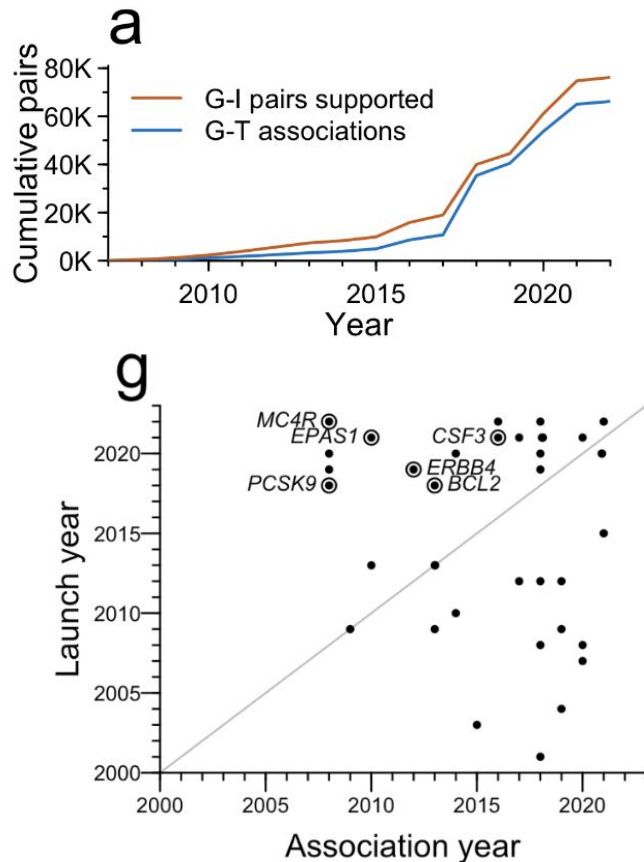 a
Cumulative pairs
80K
60K
40K
20K
0K
G-I pairs supported
G-T associations
2010
2015
2020
Year
g
Launch year
2020
2015
2010
2005
2000
MC4R
EPAS1
CSF3
ERBB4
PCSK9
BCL2
2000
2005
2010
2015
2020
Association year